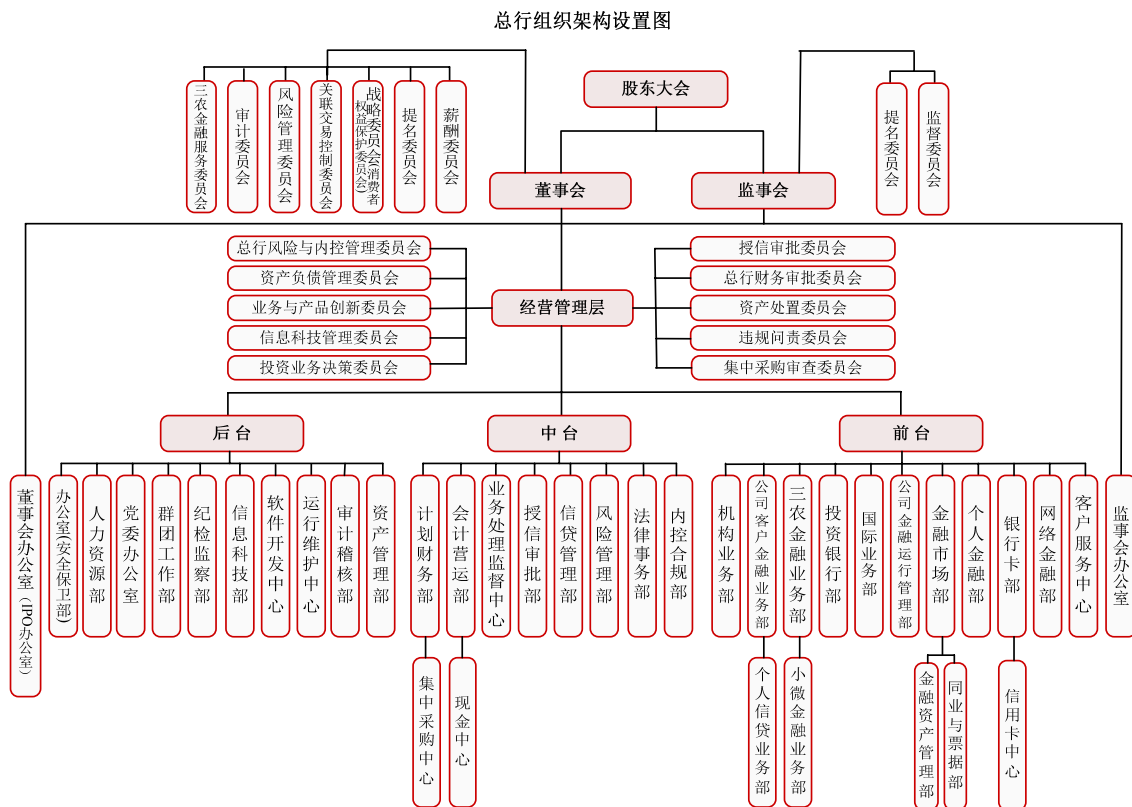 总行组织架构设置图
股东大会
三农金融服务委员会
审计委员会
风险管理委员会
关联交易控制委员会
战略委员会(消费者
权益保护委员会)
提名委员会
薪酬委员会
提名委员会
监督委员会
董事会
监事会
总行风险与内控管理委员会
资产负债管理委员会
业务与产品创新委员会
信息科技管理委员会
投资业务决策委员会
经营管理层
授信审批委员会
总行财务审批委员会
资产处置委员会
违规问责委员会
集中采购审查委员会
后台
中台
前台
董事会办公室（IPO办公室）
办公室(安全保卫部)
人力资源部
党委办公室
群团工作部
纪检监察部
信息科技部
软件开发中心
运行维护中心
审计稽核部
资产管理部
计划财务部
会计营运部
业务处理监督中心
授信审批部
信贷管理部
风险管理部
法律事务部
内控合规部
机构业务部
公司客户金融业务部
三农金融业务部
投资银行部
国际业务部
公司金融运行管理部
金融市场部
个人金融部
银行卡部
网络金融部
客户服务中心
监事会办公室
集中采购中心
现金中心
个人信贷业务部
小微金融业务部
金融资产管理部
同业与票据部
信用卡中心